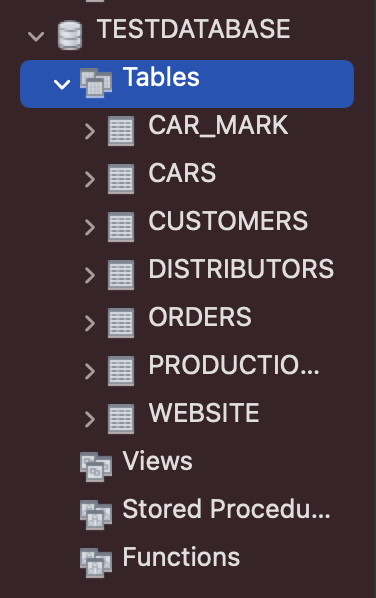 TESTDATABASE
Tables
CAR_MARK
CARS
CUSTOMERS
DISTRIBUTORS
ORDERS
PRODUCTIO...
WEBSITE
Views
Stored Procedu...
Functions